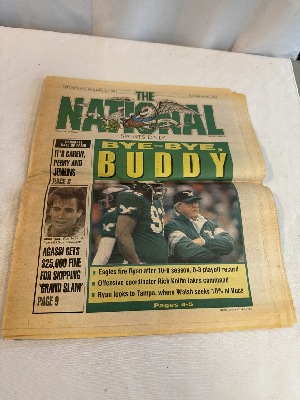 THE
NATIONAL
SPORTS DAILY
BYE-BYE,
BUDDY
IT'S CAREW,
PERRY AND
JENKINS
PAGE 2
AGASSI GETS
$25,000 FINE
FOR SKIPPING
'GRAND SLAM'
PAGE 9
Eagles fire Ryan after 10-6 season, 0-3 playoff record
Offensive coordinator Rich Kotite takes command
Ryan looks to Tampa, where Walsh seeks 10% of Bucs
Pages 4-5